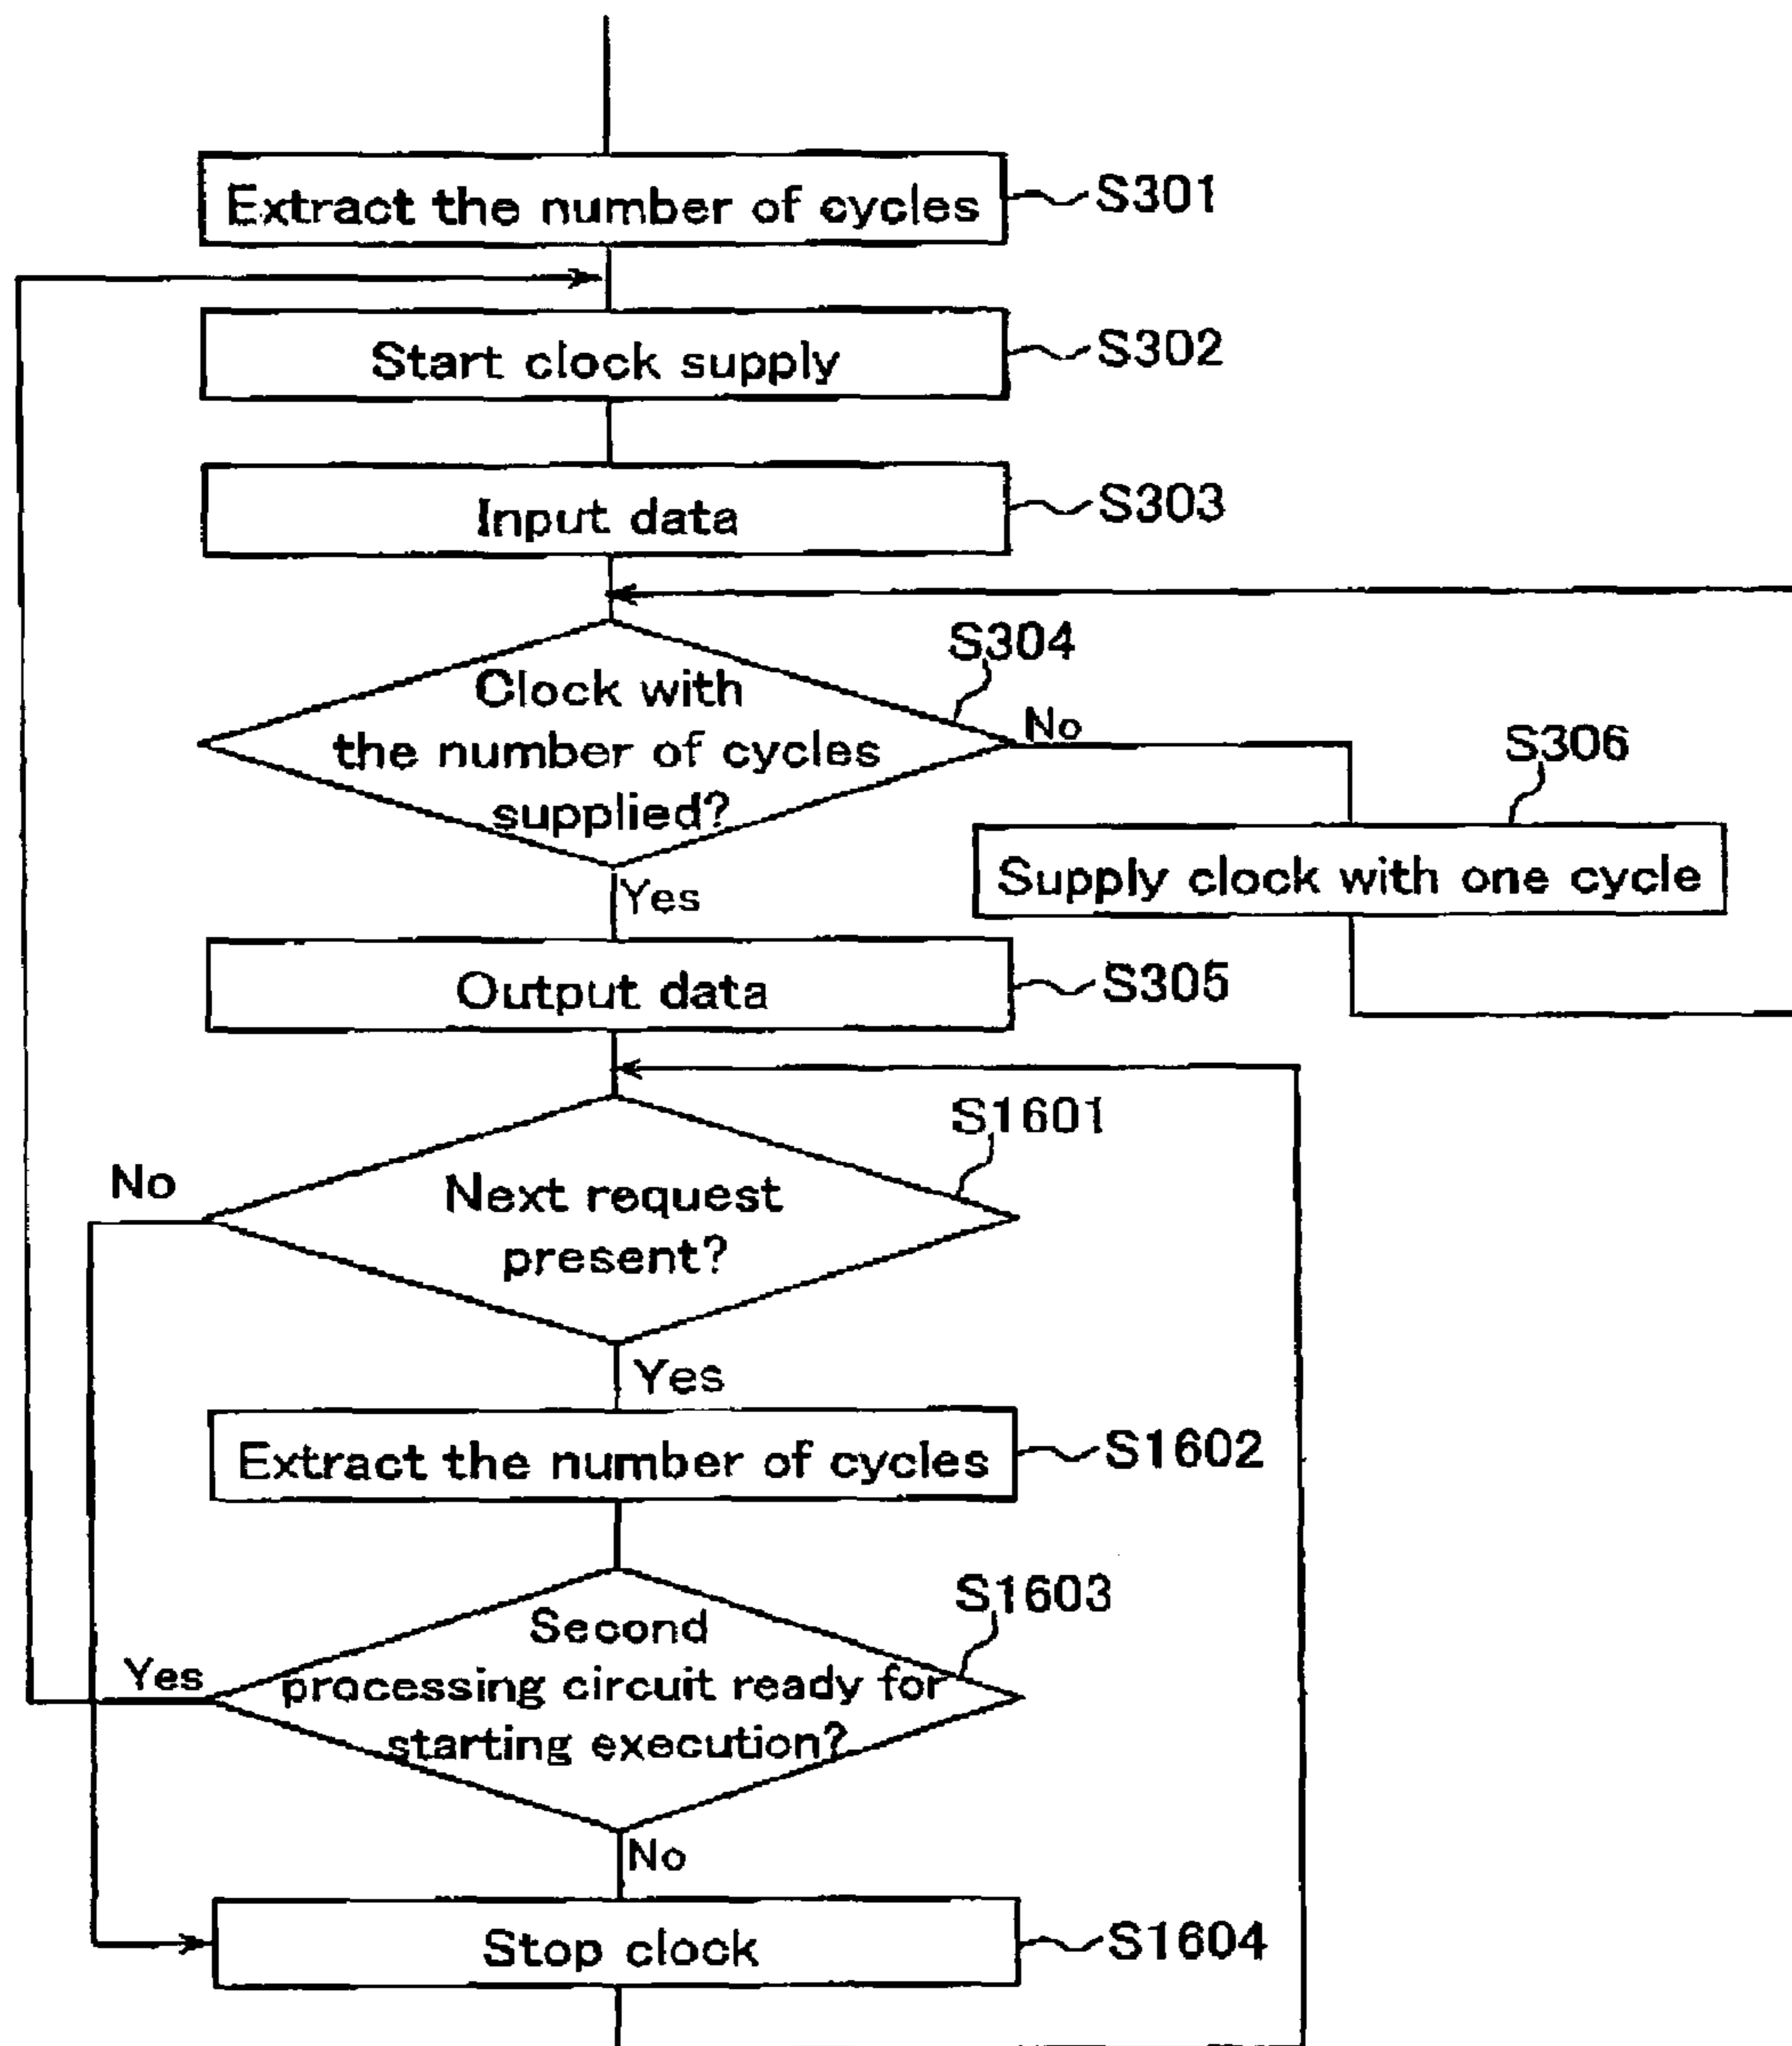 Extract the number of cycles
S301
Start clock supply
S302
Input data
S303
S304
Clock with
the number of cycles
supplied?
No
S306
Supply clock with one cycle
Yes
Output data
S305
S1601
No
Next request
present?
Yes
Extract the number of cycles
S1602
S1603
Second
processing circuit ready for
starting execution?
Yes
No
Stop clock
S1604